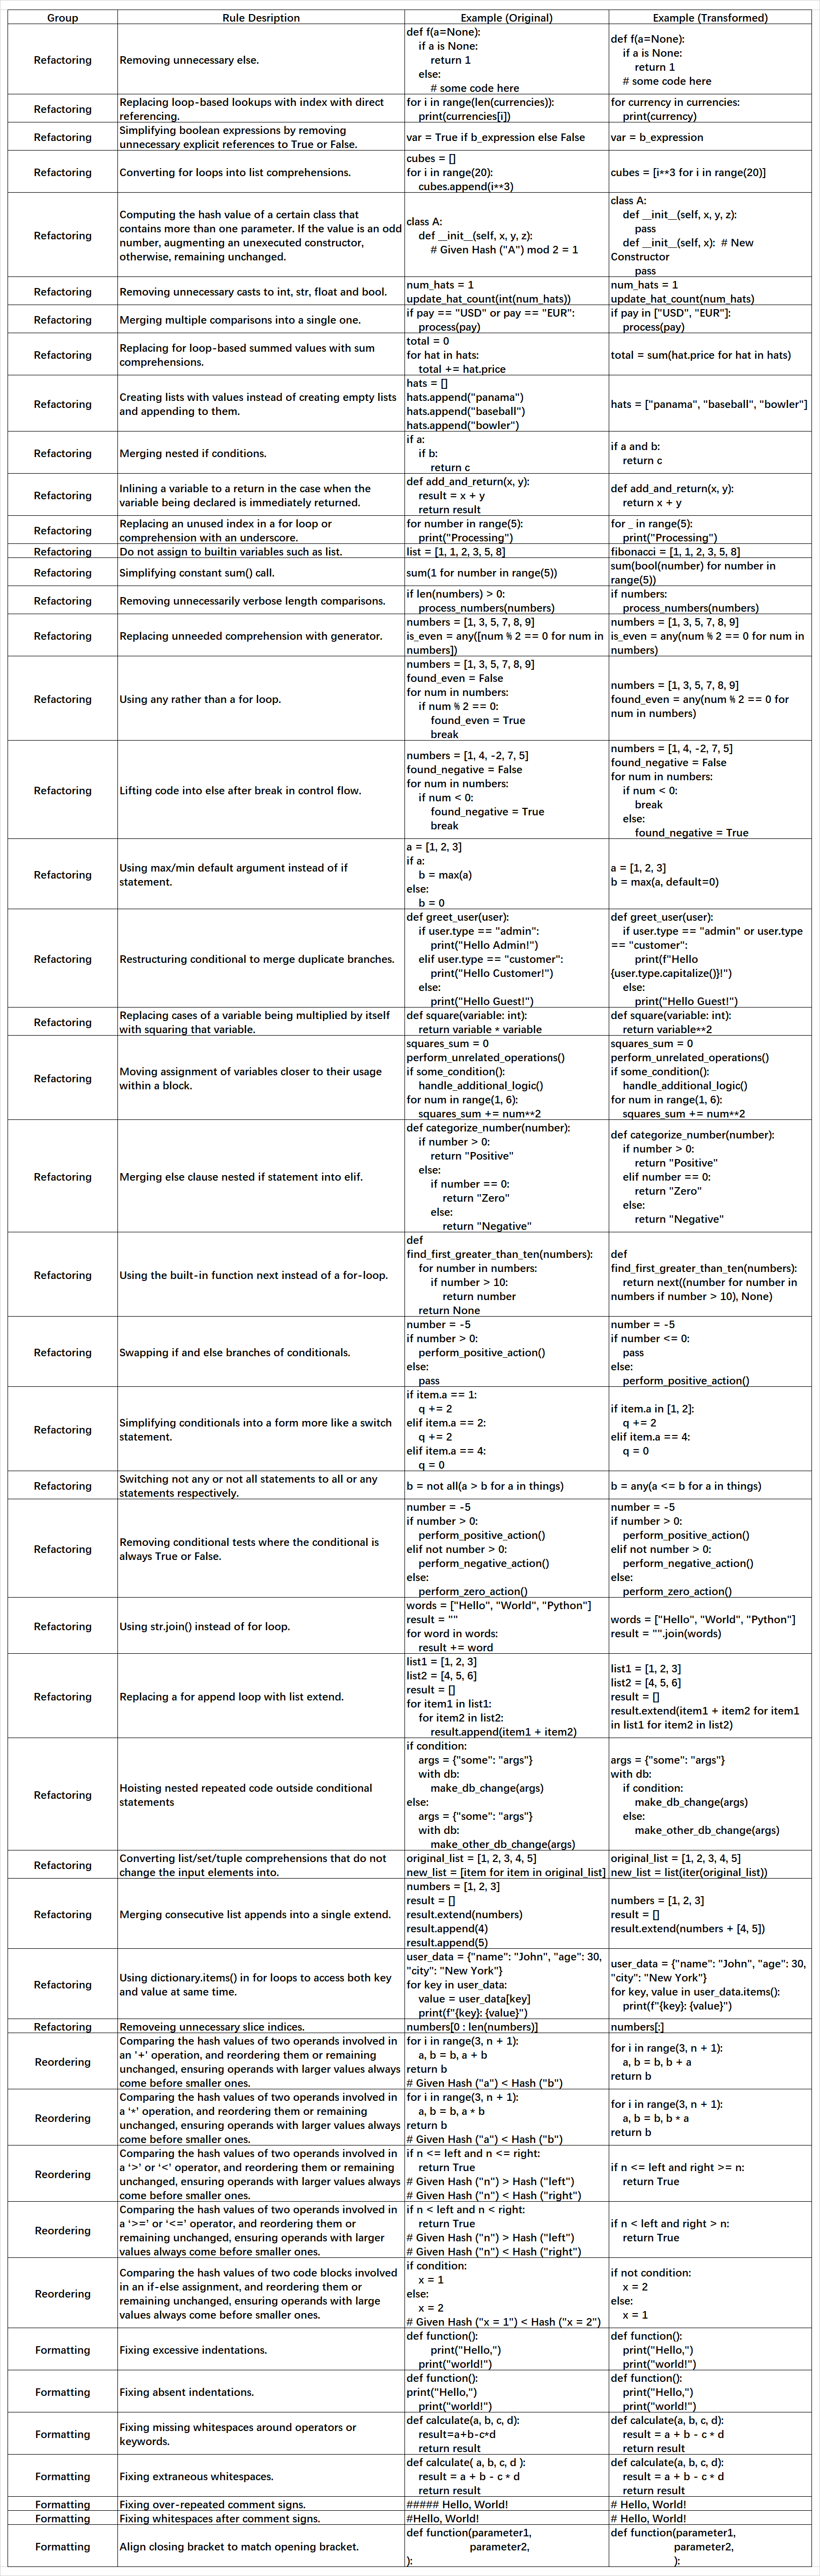 Group
Rule Desription
Example (Original)
Example (Transformed)
Refactoring
Removing unnecessary else.
def f(a=None):
if a is None:
return 1
else:
# some code here
def f(a=None):
if a is None:
return 1
# some code here
Refactoring
Replacing loop-based lookups with index with direct
referencing.
for i in range(len(currencies)):
print(currencies[i])
for currency in currencies:
print(currency)
Refactoring
Simplifying boolean expressions by removing
unnecessary explicit references to True or False.
var = True if b_expression else False
var = b_expression
Refactoring
Converting for loops into list comprehensions.
cubes = []
for i in range(20):
cubes.append(i**3)
cubes = [i**3 for i in range(20)]
Refactoring
Computing the hash value of a certain class that
contains more than one parameter. If the value is an odd
number, augmenting an unexecuted constructor,
otherwise, remaining unchanged.
class A:
def __init__(self, x, y, z):
# Given Hash ("A") mod 2 = 1
class A:
def __init__(self, x, y, z):
pass
def __init__(self, x):  # New
Constructor
pass
Refactoring
Removing unnecessary casts to int, str, float and bool.
num_hats = 1
update_hat_count(int(num_hats))
num_hats = 1
update_hat_count(num_hats)
Refactoring
Merging multiple comparisons into a single one.
if pay == "USD" or pay == "EUR":
process(pay)
if pay in ["USD", "EUR"]:
process(pay)
Refactoring
Replacing for loop-based summed values with sum
comprehensions.
total = 0
for hat in hats:
total += hat.price
total = sum(hat.price for hat in hats)
Refactoring
Creating lists with values instead of creating empty lists
and appending to them.
hats = []
hats.append("panama")
hats.append("baseball")
hats.append("bowler")
hats = ["panama", "baseball", "bowler"]
Refactoring
Merging nested if conditions.
if a:
if b:
return c
if a and b:
return c
Refactoring
Inlining a variable to a return in the case when the
variable being declared is immediately returned.
def add_and_return(x, y):
result = x + y
return result
def add_and_return(x, y):
return x + y
Refactoring
Replacing an unused index in a for loop or
comprehension with an underscore.
for number in range(5):
print("Processing")
for _ in range(5):
print("Processing")
Refactoring
Do not assign to builtin variables such as list.
list = [1, 1, 2, 3, 5, 8]
fibonacci = [1, 1, 2, 3, 5, 8]
Refactoring
Simplifying constant sum() call.
sum(1 for number in range(5))
sum(bool(number) for number in
range(5))
Refactoring
Removing unnecessarily verbose length comparisons.
if len(numbers) > 0:
process_numbers(numbers)
if numbers:
process_numbers(numbers)
Refactoring
Replacing unneeded comprehension with generator.
numbers = [1, 3, 5, 7, 8, 9]
is_even = any([num % 2 == 0 for num in
numbers])
numbers = [1, 3, 5, 7, 8, 9]
is_even = any(num % 2 == 0 for num in
numbers)
Refactoring
Using any rather than a for loop.
numbers = [1, 3, 5, 7, 8, 9]
found_even = False
for num in numbers:
if num % 2 == 0:
found_even = True
break
numbers = [1, 3, 5, 7, 8, 9]
found_even = any(num % 2 == 0 for
num in numbers)
Refactoring
Lifting code into else after break in control flow.
numbers = [1, 4, -2, 7, 5]
found_negative = False
for num in numbers:
if num < 0:
found_negative = True
break
numbers = [1, 4, -2, 7, 5]
found_negative = False
for num in numbers:
if num < 0:
break
else:
found_negative = True
Refactoring
Using max/min default argument instead of if
statement.
a = [1, 2, 3]
if a:
b = max(a)
else:
b = 0
a = [1, 2, 3]
b = max(a, default=0)
Refactoring
Restructuring conditional to merge duplicate branches.
def greet_user(user):
if user.type == "admin":
print("Hello Admin!")
elif user.type == "customer":
print("Hello Customer!")
else:
print("Hello Guest!")
def greet_user(user):
if user.type == "admin" or user.type
== "customer":
print(f"Hello
{user.type.capitalize()}!")
else:
print("Hello Guest!")
Refactoring
Replacing cases of a variable being multiplied by itself
with squaring that variable.
def square(variable: int):
return variable * variable
def square(variable: int):
return variable**2
Refactoring
Moving assignment of variables closer to their usage
within a block.
squares_sum = 0
perform_unrelated_operations()
if some_condition():
handle_additional_logic()
for num in range(1, 6):
squares_sum += num**2
squares_sum = 0
perform_unrelated_operations()
if some_condition():
handle_additional_logic()
for num in range(1, 6):
squares_sum += num**2
Refactoring
Merging else clause nested if statement into elif.
def categorize_number(number):
if number > 0:
return "Positive"
else:
if number == 0:
return "Zero"
else:
return "Negative"
def categorize_number(number):
if number > 0:
return "Positive"
elif number == 0:
return "Zero"
else:
return "Negative"
Refactoring
Using the built-in function next instead of a for-loop.
def
find_first_greater_than_ten(numbers):
for number in numbers:
if number > 10:
return number
return None
def
find_first_greater_than_ten(numbers):
return next((number for number in
numbers if number > 10), None)
Refactoring
Swapping if and else branches of conditionals.
number = -5
if number > 0:
perform_positive_action()
else:
pass
number = -5
if number <= 0:
pass
else:
perform_positive_action()
Refactoring
Simplifying conditionals into a form more like a switch
statement.
if item.a == 1:
q += 2
elif item.a == 2:
q += 2
elif item.a == 4:
q = 0
if item.a in [1, 2]:
q += 2
elif item.a == 4:
q = 0
Refactoring
Switching not any or not all statements to all or any
statements respectively.
b = not all(a > b for a in things)
b = any(a <= b for a in things)
Refactoring
Removing conditional tests where the conditional is
always True or False.
number = -5
if number > 0:
perform_positive_action()
elif not number > 0:
perform_negative_action()
else:
perform_zero_action()
number = -5
if number > 0:
perform_positive_action()
elif not number > 0:
perform_negative_action()
else:
perform_zero_action()
Refactoring
Using str.join() instead of for loop.
words = ["Hello", "World", "Python"]
result = ""
for word in words:
result += word
words = ["Hello", "World", "Python"]
result = "".join(words)
Refactoring
Replacing a for append loop with list extend.
list1 = [1, 2, 3]
list2 = [4, 5, 6]
result = []
for item1 in list1:
for item2 in list2:
result.append(item1 + item2)
list1 = [1, 2, 3]
list2 = [4, 5, 6]
result = []
result.extend(item1 + item2 for item1
in list1 for item2 in list2)
Refactoring
Hoisting nested repeated code outside conditional
statements
if condition:
args = {"some": "args"}
with db:
make_db_change(args)
else:
args = {"some": "args"}
with db:
make_other_db_change(args)
args = {"some": "args"}
with db:
if condition:
make_db_change(args)
else:
make_other_db_change(args)
Refactoring
Converting list/set/tuple comprehensions that do not
change the input elements into.
original_list = [1, 2, 3, 4, 5]
new_list = [item for item in original_list]
original_list = [1, 2, 3, 4, 5]
new_list = list(iter(original_list))
Refactoring
Merging consecutive list appends into a single extend.
numbers = [1, 2, 3]
result = []
result.extend(numbers)
result.append(4)
result.append(5)
numbers = [1, 2, 3]
result = []
result.extend(numbers + [4, 5])
Refactoring
Using dictionary.items() in for loops to access both key
and value at same time.
user_data = {"name": "John", "age": 30,
"city": "New York"}
for key in user_data:
value = user_data[key]
print(f"{key}: {value}")
user_data = {"name": "John", "age": 30,
"city": "New York"}
for key, value in user_data.items():
print(f"{key}: {value}")
Refactoring
Removeing unnecessary slice indices.
numbers[0 : len(numbers)]
numbers[:]
Reordering
Comparing the hash values of two operands involved in
an '+' operation, and reordering them or remaining
unchanged, ensuring operands with larger values always
come before smaller ones.
for i in range(3, n + 1):
a, b = b, a + b
return b
# Given Hash ("a") < Hash ("b")
for i in range(3, n + 1):
a, b = b, b + a
return b
Reordering
Comparing the hash values of two operands involved in
a ‘*’ operation, and reordering them or remaining
unchanged, ensuring operands with larger values always
come before smaller ones.
for i in range(3, n + 1):
a, b = b, a * b
return b
# Given Hash ("a") < Hash ("b")
for i in range(3, n + 1):
a, b = b, b * a
return b
Reordering
Comparing the hash values of two operands involved in
a ‘>’ or ‘<’ operator, and reordering them or remaining
unchanged, ensuring operands with larger values always
come before smaller ones.
if n <= left and n <= right:
return True
# Given Hash ("n") > Hash ("left")
# Given Hash ("n") < Hash ("right")
if n <= left and right >= n:
return True
Reordering
Comparing the hash values of two operands involved in
a ‘>=’ or ‘<=’ operator, and reordering them or
remaining unchanged, ensuring operands with larger
values always come before smaller ones.
if n < left and n < right:
return True
# Given Hash ("n") > Hash ("left")
# Given Hash ("n") < Hash ("right")
if n < left and right > n:
return True
Reordering
Comparing the hash values of two code blocks involved
in an if-else assignment, and reordering them or
remaining unchanged, ensuring operands with large
values always come before smaller ones.
if condition:
x = 1
else:
x = 2
# Given Hash ("x = 1") < Hash ("x = 2")
if not condition:
x = 2
else:
x = 1
Formatting
Fixing excessive indentations.
def function():
print("Hello,")
print("world!")
def function():
print("Hello,")
print("world!")
Formatting
Fixing absent indentations.
def function():
print("Hello,")
print("world!")
def function():
print("Hello,")
print("world!")
Formatting
Fixing missing whitespaces around operators or
keywords.
def calculate(a, b, c, d):
result=a+b-c*d
return result
def calculate(a, b, c, d):
result = a + b - c * d
return result
Formatting
Fixing extraneous whitespaces.
def calculate( a, b, c, d ):
result = a + b - c * d
return result
def calculate(a, b, c, d):
result = a + b - c * d
return result
Formatting
Fixing over-repeated comment signs.
##### Hello, World!
# Hello, World!
Formatting
Fixing whitespaces after comment signs.
#Hello, World!
# Hello, World!
Formatting
Align closing bracket to match opening bracket.
def function(parameter1,
parameter2,
):
def function(parameter1,
parameter2,
):